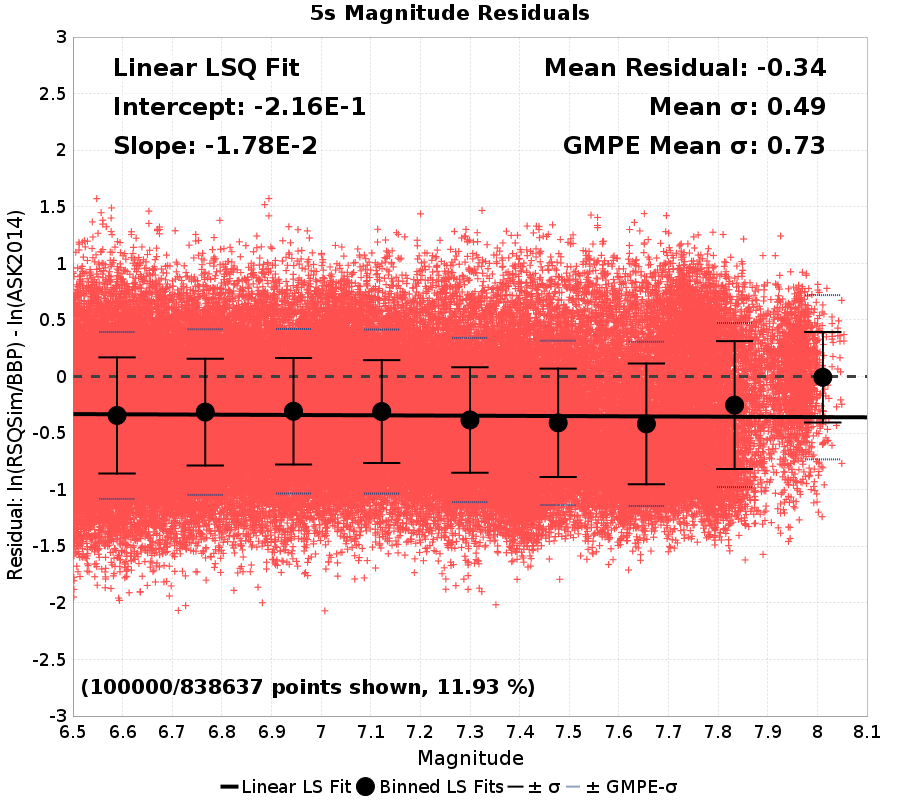 5s Magnitude Residuals
Linear LSQ Fit
Intercept: -2.16E-1
Slope: -1.78E-2
Mean Residual: -0.34
Mean σ: 0.49
GMPE Mean σ: 0.73
Residual: ln(RSQSim/BBP) - ln(ASK2014)
3
2.5
2
1.5
1
0.5
0
-0.5
-1
-1.5
-2
-2.5
-3
(100000/838637 points shown, 11.93 %)
6.5 6.6 6.7 6.8 6.9 7 7.1 7.2 7.3 7.4 7.5 7.6 7.7 7.8 7.9 8 8.1
Magnitude
Linear LS Fit Binned LS Fits ± σ ± GMPE-σ